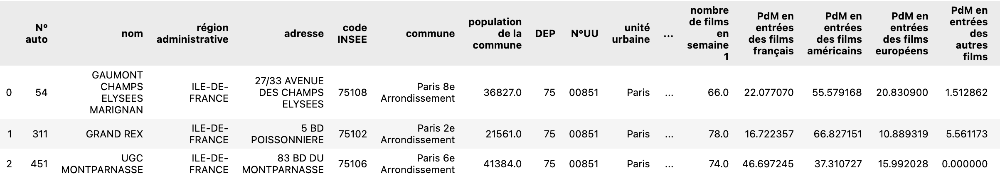 N° auto nom région administrative adresse code INSEE commune population de la commune DEP N°UU unité urbaine ... nombre de films en semaine 1 PdM en entrées des films français PdM en entrées des films américains PdM en entrées des films européens PdM en entrées des autres films
0 54 GAUMONT CHAMPS ELYSEES MARIGNAN ILE-DE-FRANCE 27/33 AVENUE DES CHAMPS ELYSEES 75108 Paris 8e Arrondissement 36827.0 75 00851 Paris ... 66.0 22.077070 55.579168 20.830900 1.512862
1 311 GRAND REX ILE-DE-FRANCE 5 BD POISSONNIERE 75102 Paris 2e Arrondissement 21561.0 75 00851 Paris ... 78.0 16.722357 66.827151 10.889319 5.561173
2 451 UGC MONTPARNASSE ILE-DE-FRANCE 83 BD DU MONTPARNASSE 75106 Paris 6e Arrondissement 41384.0 75 00851 Paris ... 74.0 46.697245 37.310727 15.992028 0.000000